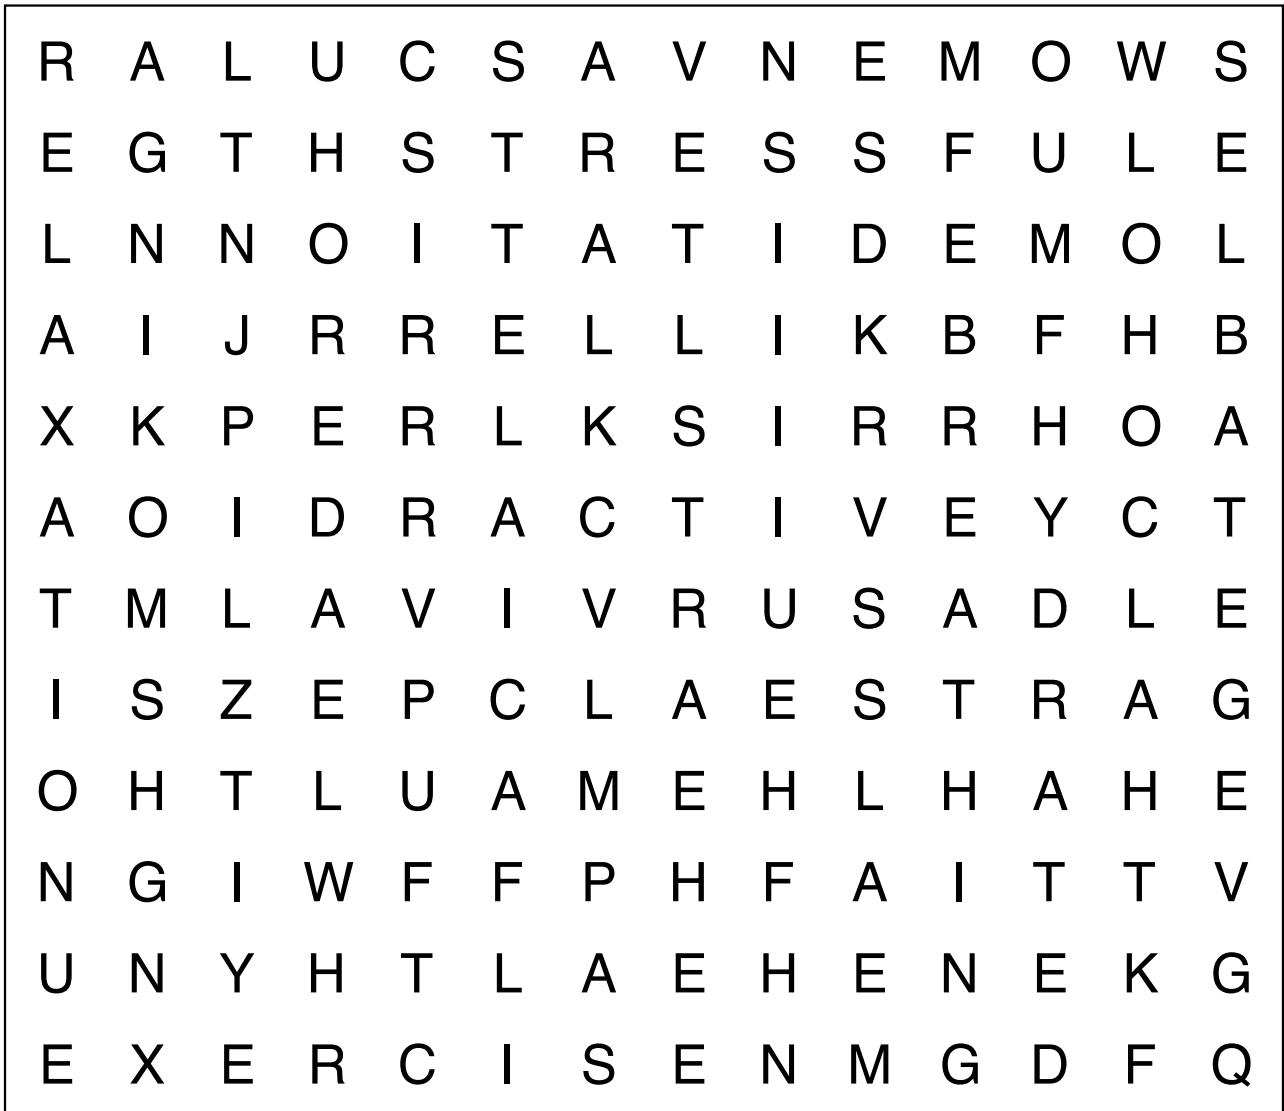 R A L U C S A V N E M O W S
E G T H S T R E S S F U L E
L N N O I T A T I D E M O L
A I J R R E L L I K B F H B
X K P E R L K S I R R H O A
A O I D R A C T I V E Y C T
T M L A V I V R U S A D L E
I S Z E P C L A E S T R A G
O H T L U A M E H L H A H E
N G I W F F P H F A I T T V
U N Y H T L A E H E N E K G
E X E R C I S E N M G D F Q